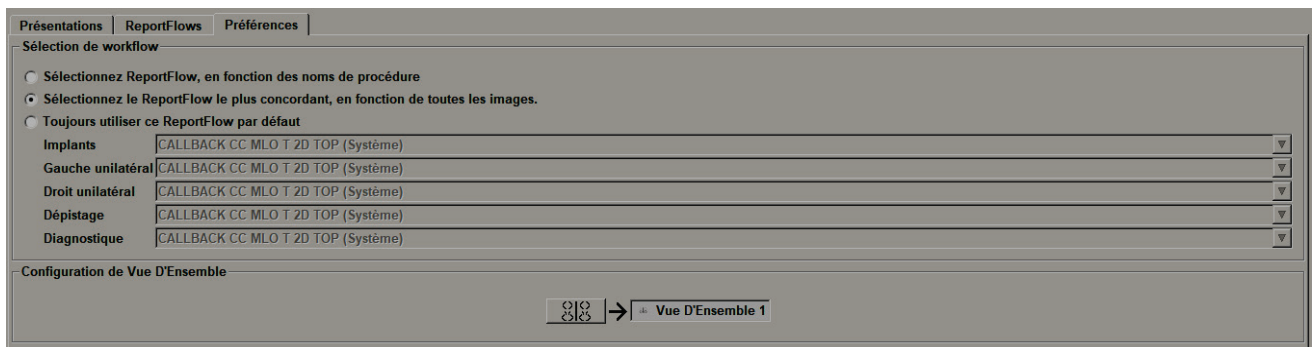 Présentations ReportFlows Préférences
Sélection de workflow
Sélectionnez ReportFlow, en fonction des noms de procédure
Sélectionnez le ReportFlow le plus concordant, en fonction de toutes les images.
Toujours utiliser ce ReportFlow par défaut
Implants CALLBACK CC MLO T 2D TOP (Système)
Gauche unilatéral CALLBACK CC MLO T 2D TOP (Système)
Droit unilatéral CALLBACK CC MLO T 2D TOP (Système)
Dépistage CALLBACK CC MLO T 2D TOP (Système)
Diagnostique CALLBACK CC MLO T 2D TOP (Système)
Configuration de Vue D'Ensemble
Vue D'Ensemble 1